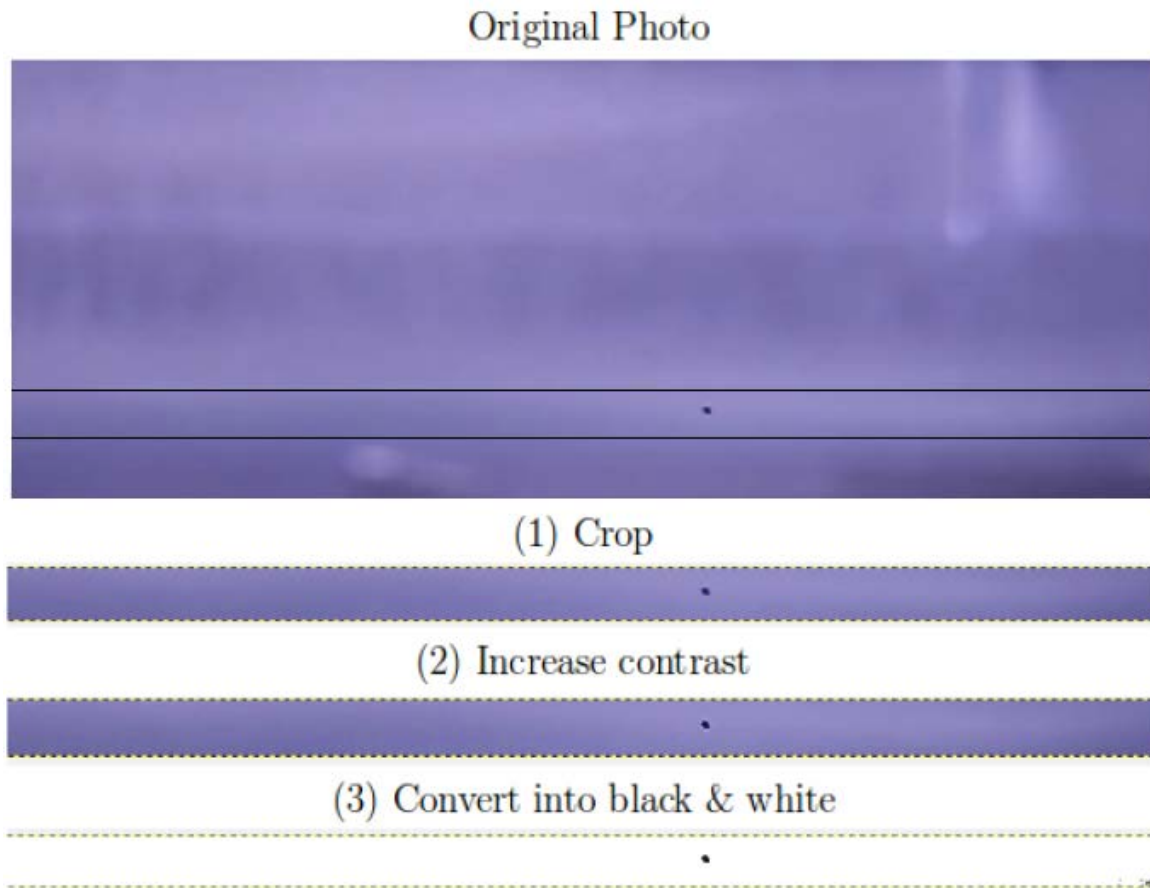 Original Photo
(1) Crop
(2) Increase contrast
(3) Convert into black & white